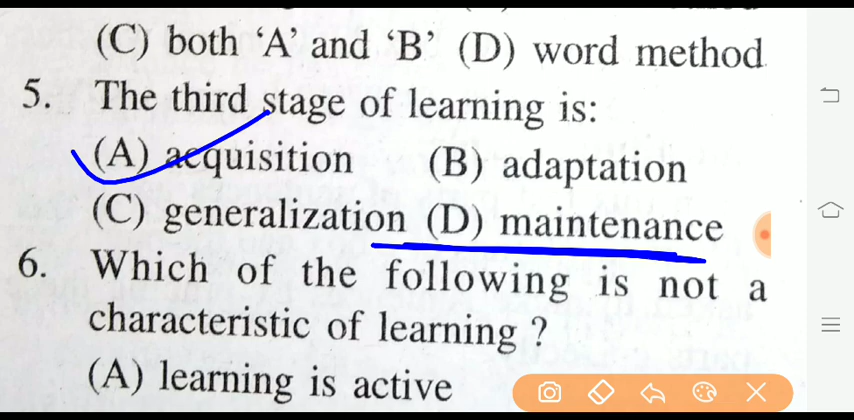 (C) both ‘A’ and ‘B’ (D) word method
5. The third stage of learning is:
(A) acquisition (B) adaptation
(C) generalization (D) maintenance
6. Which of the following is not a
characteristic of learning ?
(A) learning is active